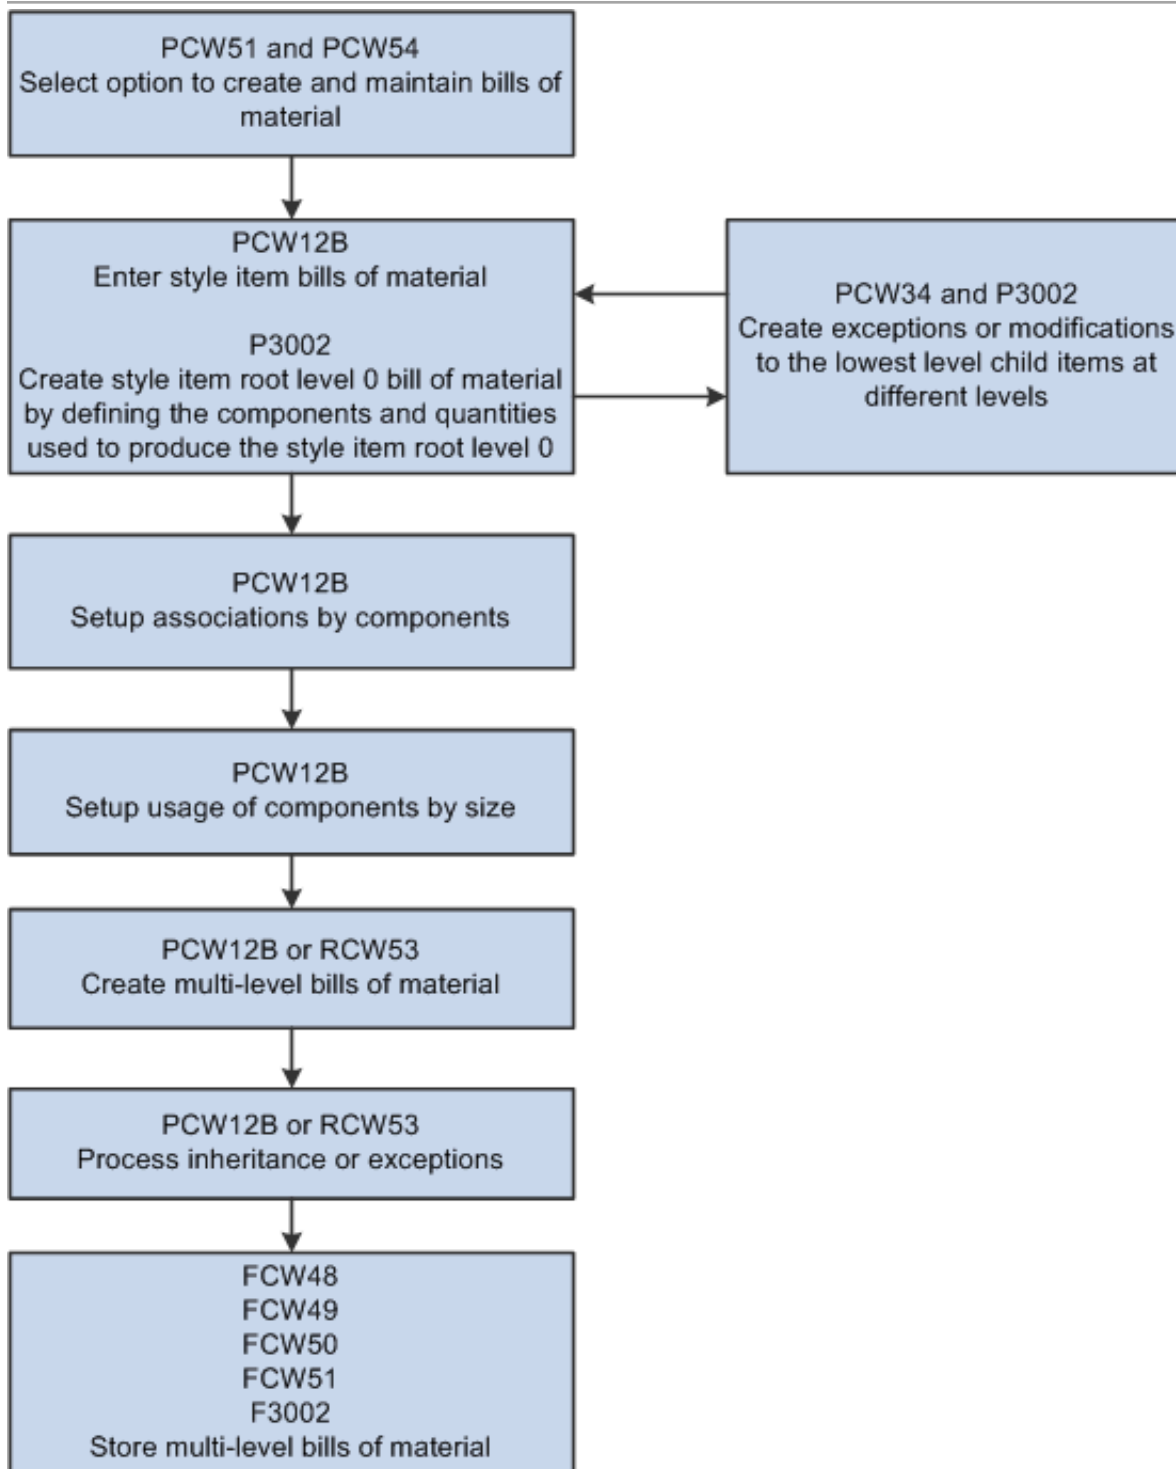 PCW51 and PCW54
Select option to create and maintain bills of
material
PCW12B
Enter style item bills of material
P3002
Create style item root level 0 bill of material
by defining the components and quantities
used to produce the style item root level 0
PCW34 and P3002
Create exceptions or modifications
to the lowest level child items at
different levels
PCW12B
Setup associations by components
PCW12B
Setup usage of components by size
PCW12B or RCW53
Create multi-level bills of material
PCW12B or RCW53
Process inheritance or exceptions
FCW48
FCW49
FCW50
FCW51
F3002
Store multi-level bills of material